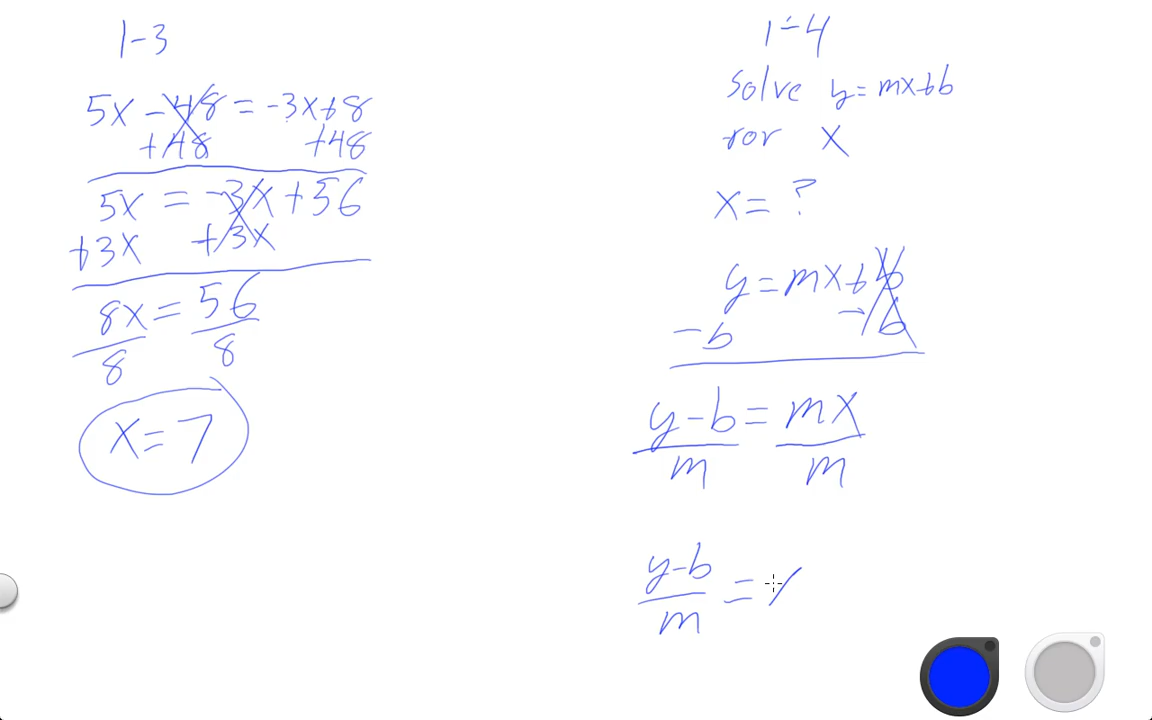 1-3
5x - 48 = -3x + 8
+48 +48
5x = -3x + 56
+3x +3x
8x = 56
8 8
x = 7
1-4
Solve y = mx + b
for x
x = ?
y = mx + b
-b -b
y - b = mx
m m
y - b
m
=